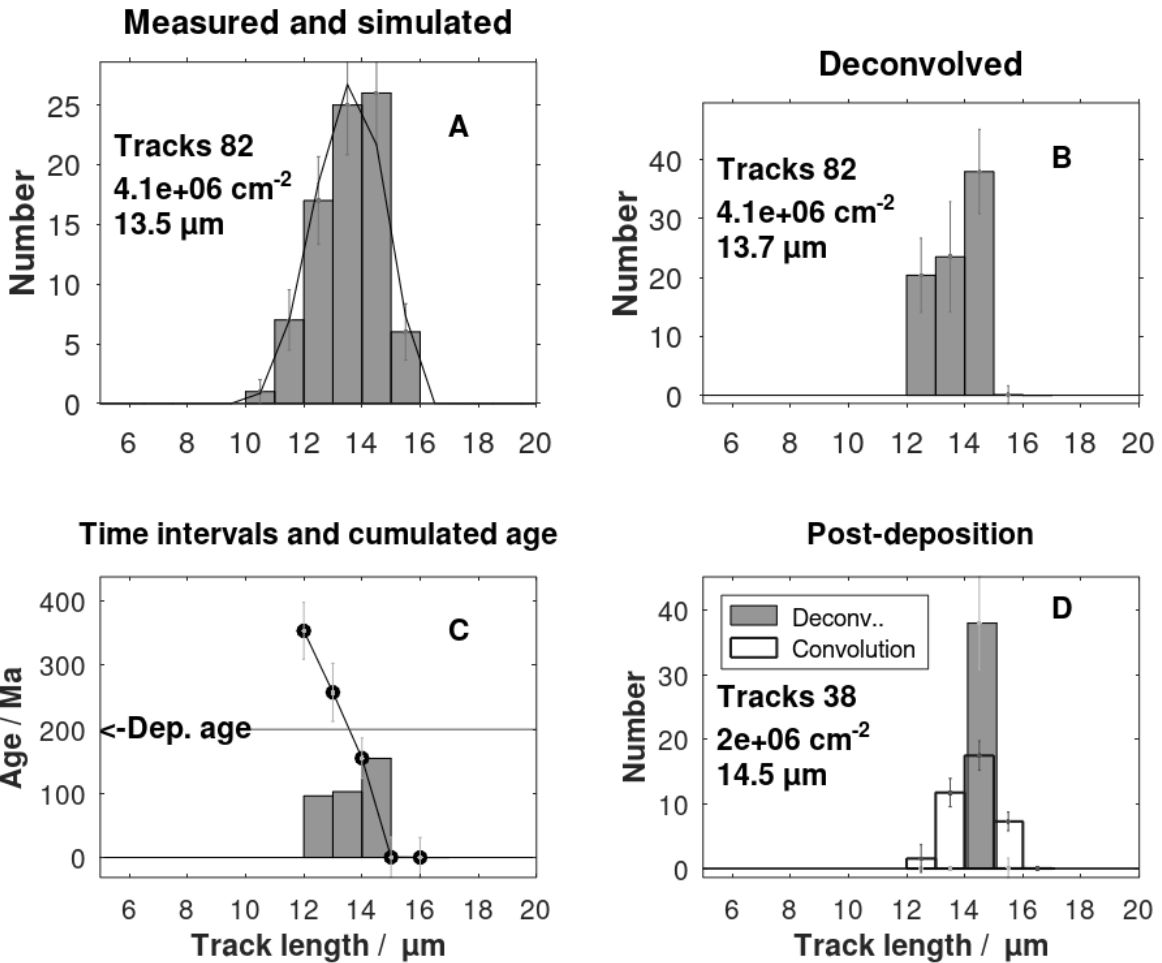 Measured and simulated
Number
25
20
15
10
5
0
Tracks 82
4.1e+06 cm-2
13.5 µm
A
6 8 10 12 14 16 18 20
Deconvolved
Number
40
30
20
10
0
Tracks 82
4.1e+06 cm-2
13.7 µm
B
6 8 10 12 14 16 18 20
Time intervals and cumulated age
Age / Ma
400
300
200
100
0
<-Dep. age
C
6 8 10 12 14 16 18 20
Track length / µm
Post-deposition
Number
40
30
20
10
0
Deconv..
Convolution
Tracks 38
2e+06 cm-2
14.5 µm
D
6 8 10 12 14 16 18 20
Track length / µm